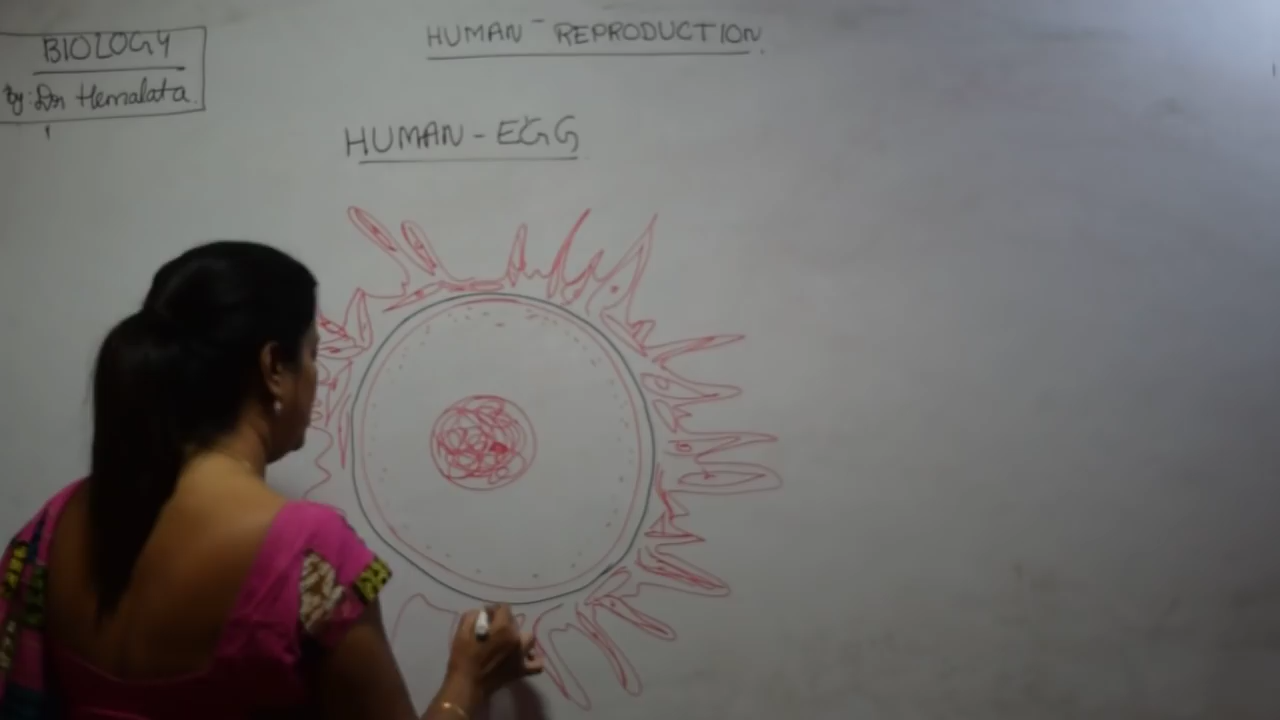 BIOLOGY
By: Dr Hemalata.
HUMAN - REPRODUCTION.
HUMAN - EGG